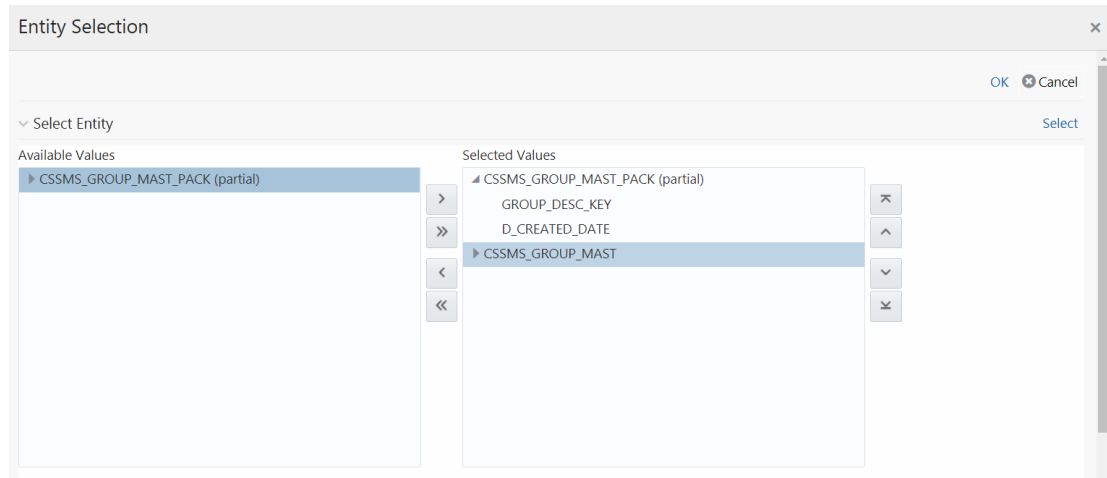 Entity Selection
OK Cancel
Select Entity
Select
Available Values
Selected Values
CSSMS_GROUP_MAST_PACK (partial)
CSSMS_GROUP_MAST_PACK (partial)
GROUP_DESC_KEY
D_CREATED_DATE
CSSMS_GROUP_MAST